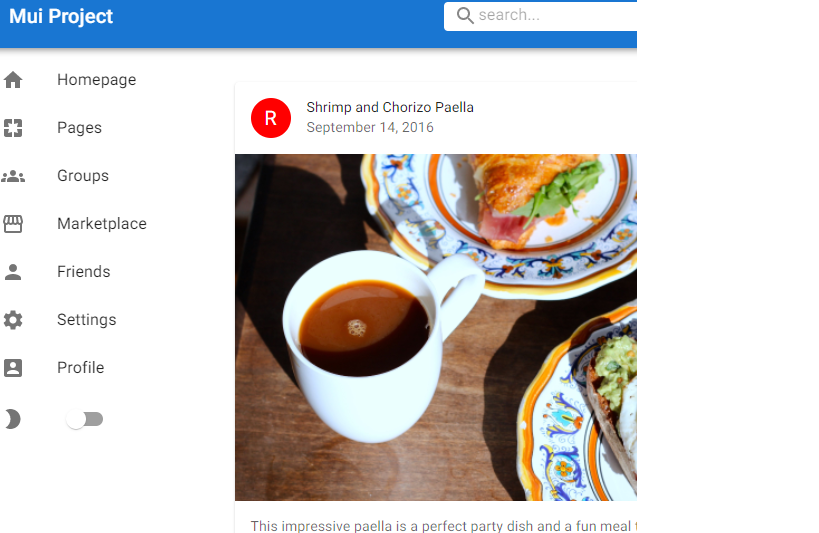 Mui Project
search...
Homepage
Pages
Groups
Marketplace
Friends
Settings
Profile
R
Shrimp and Chorizo Paella
September 14, 2016
This impressive paella is a perfect party dish and a fun meal